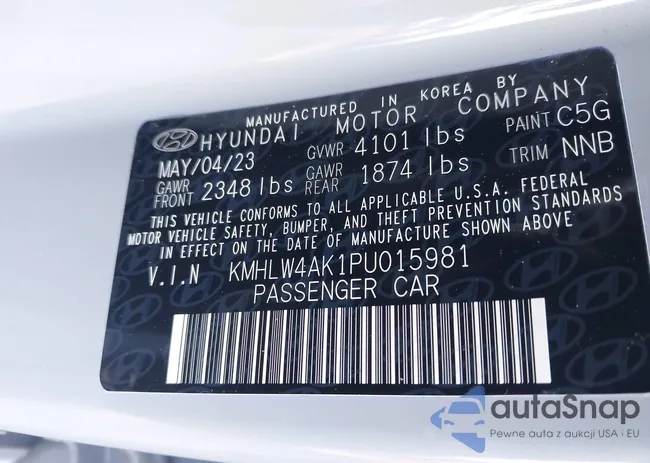 MANUFACTURED IN KOREA BY
HYUNDAI MOTOR COMPANY
MAY/04/23 GVWR 4101 lbs PAINT C5G
GAWR FRONT 2348 lbs GAWR REAR 1874 lbs TRIM NNB
THIS VEHICLE CONFORMS TO ALL APPLICABLE U.S.A. FEDERAL
MOTOR VEHICLE SAFETY, BUMPER, AND THEFT PREVENTION STANDARDS
IN EFFECT ON THE DATE OF MANUFACTURE SHOWN ABOVE
V.I.N KMHLW4AK1PU015981
PASSENGER CAR
autaSnap
Pewne auta z aukcji USA i EU